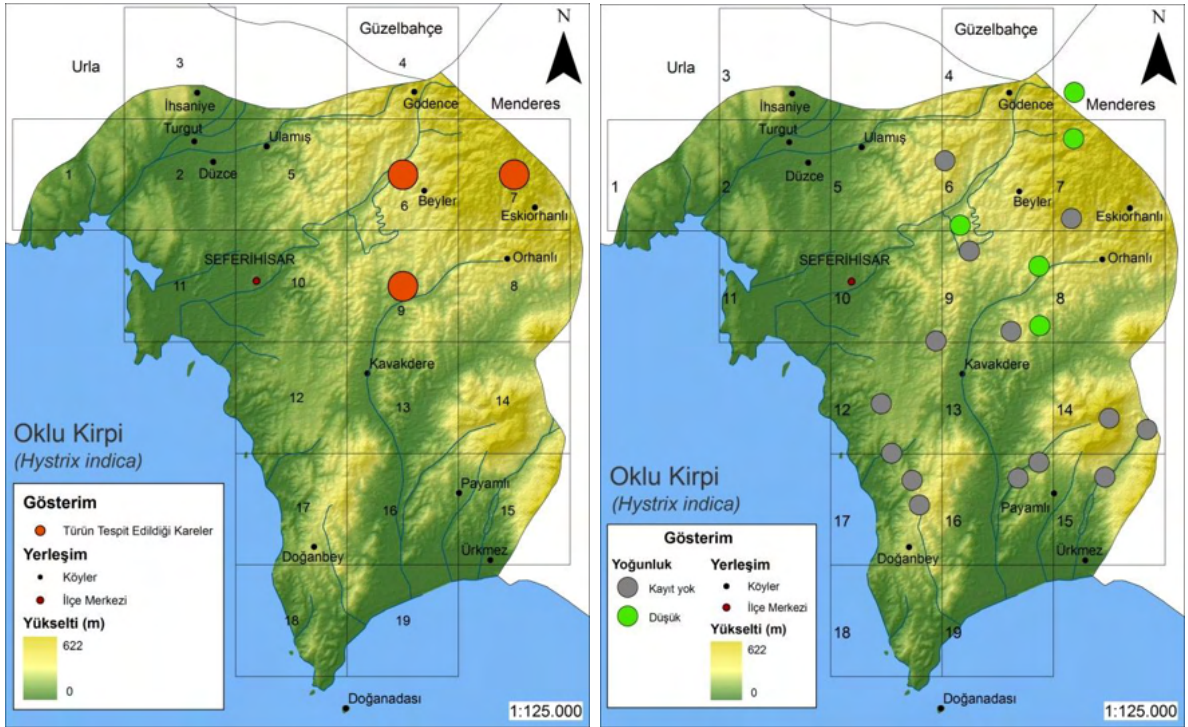 Güzelbahçe
N
Urla
3
4
İhsaniye
Gödence
Menderes
Turgut
Ulamış
1
2
Düzce
5
6
Beyler
7
Eskiorhanlı
SEFERİHİSAR
Orhanlı
11
10
9
8
Kavakdere
12
13
14
Oklu Kirpi
(Hystrix indica)
Gösterim
Türün Tespit Edildiği Kareler
Yerleşim
Köyler
İlçe Merkezi
Yükselti (m)
622
0
Payamlı
17
16
15
Doğanbey
Ürkmez
18
19
Doğanadası
1:125.000
Güzelbahçe
N
Urla
3
4
İhsaniye
Gödence
Menderes
Turgut
Ulamış
1
2
Düzce
5
6
Beyler
7
Eskiorhanlı
SEFERİHİSAR
Orhanlı
11
10
9
8
Kavakdere
12
13
14
Oklu Kirpi
(Hystrix indica)
Gösterim
Yoğunluk
Kayıt yok
Düşük
Yerleşim
Köyler
İlçe Merkezi
Yükselti (m)
622
0
Payamlı
17
16
15
Doğanbey
Ürkmez
18
19
Doğanadası
1:125.000